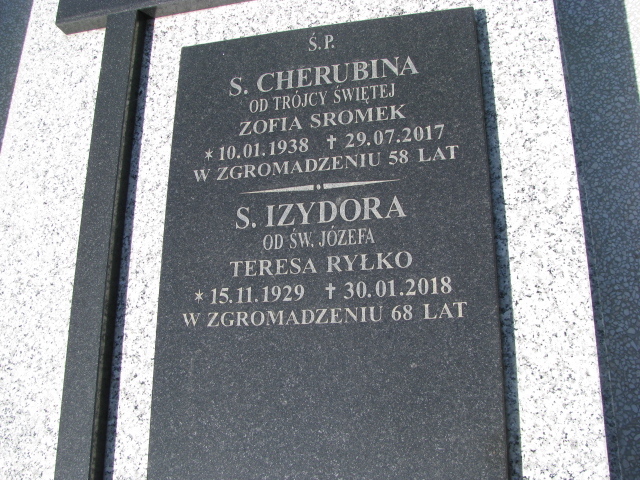 Ś.P.
S. CHERUBINA
OD TRÓJCY ŚWIĘTEJ
ZOFIA SROMEK
* 10.01.1938 † 29.07.2017
W ZGROMADZENIU 58 LAT
S. IZYDORA
OD ŚW. JÓZEFA
TERESA RYŁKO
* 15.11.1929 † 30.01.2018
W ZGROMADZENIU 68 LAT